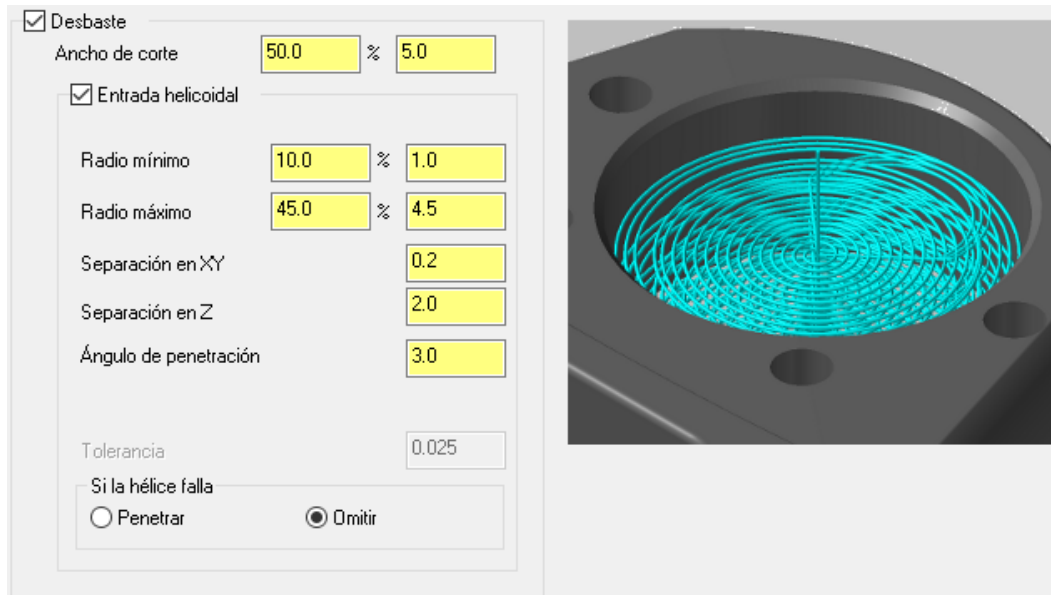 Desbaste
Ancho de corte 50.0 % 5.0
Entrada helicoidal
Radio mínimo 10.0 % 1.0
Radio máximo 45.0 % 4.5
Separación en XY 0.2
Separación en Z 2.0
Ángulo de penetración 3.0
Tolerancia 0.025
Si la hélice falla
Penetrar Omitir